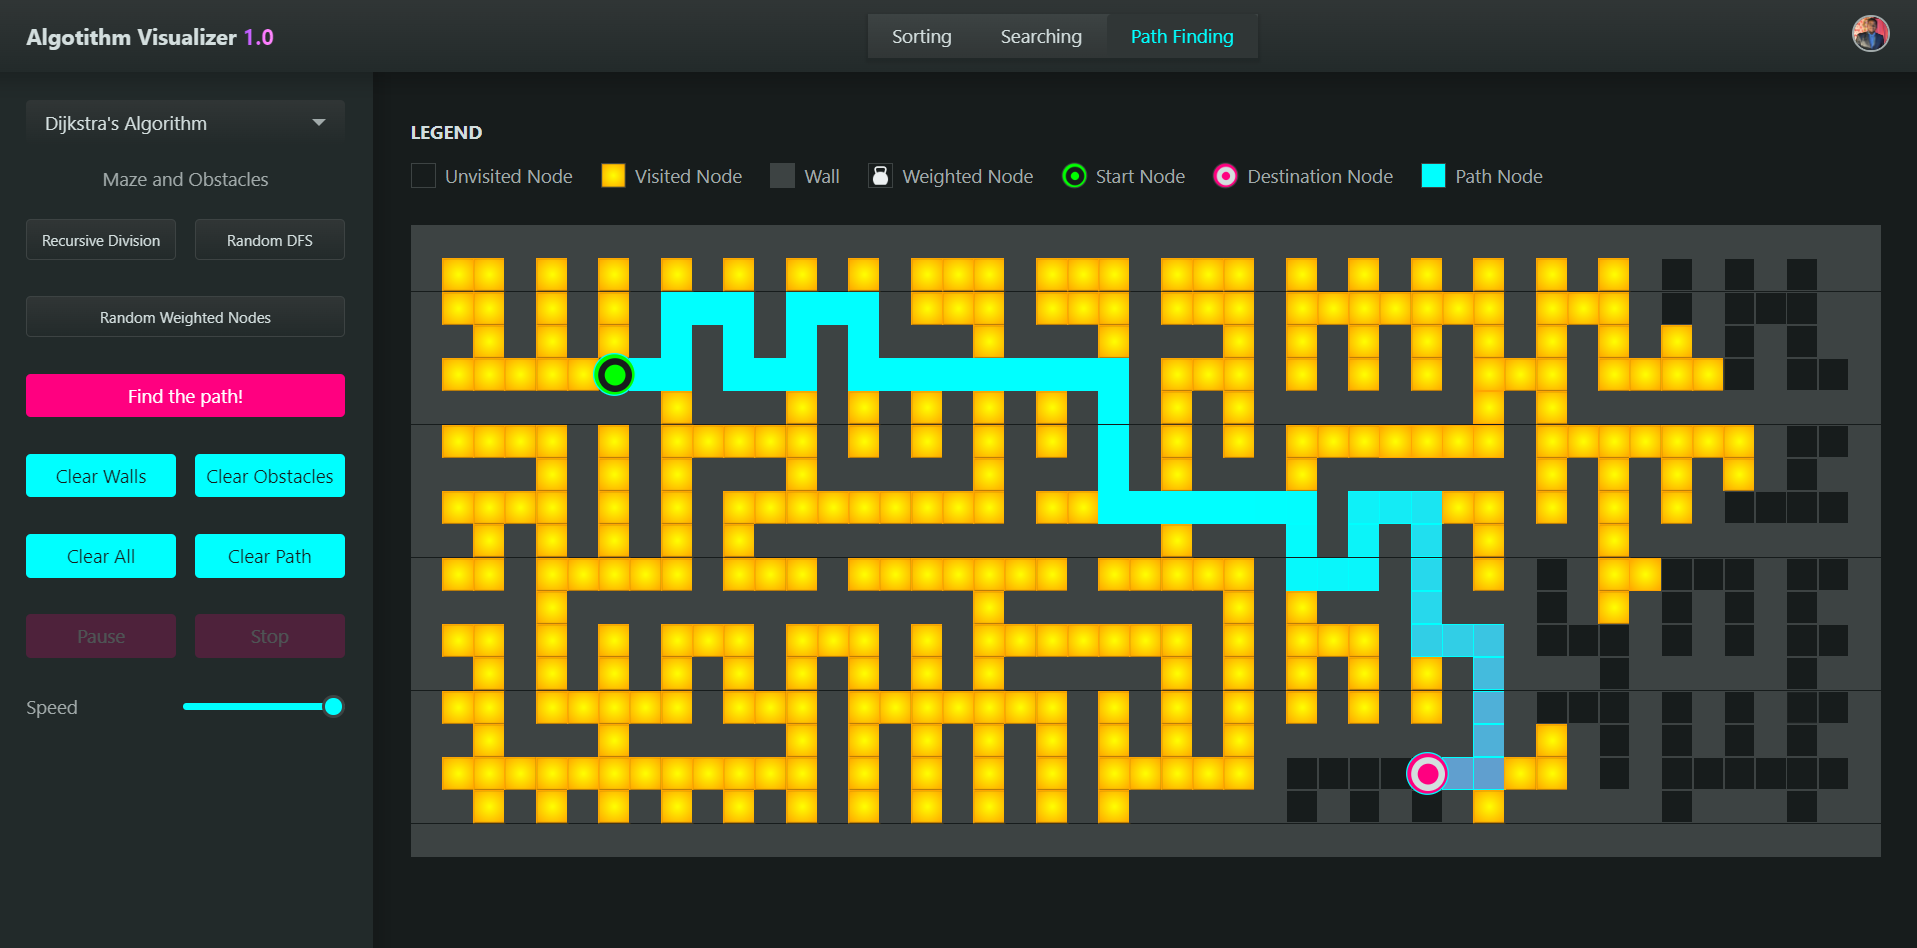 Algotithm Visualizer 1.0
Sorting
Searching
Path Finding
Dijkstra's Algorithm
Maze and Obstacles
Recursive Division
Random DFS
Random Weighted Nodes
Find the path!
Clear Walls
Clear Obstacles
Clear All
Clear Path
Pause
Stop
Speed
LEGEND
Unvisited Node
Visited Node
Wall
Weighted Node
Start Node
Destination Node
Path Node